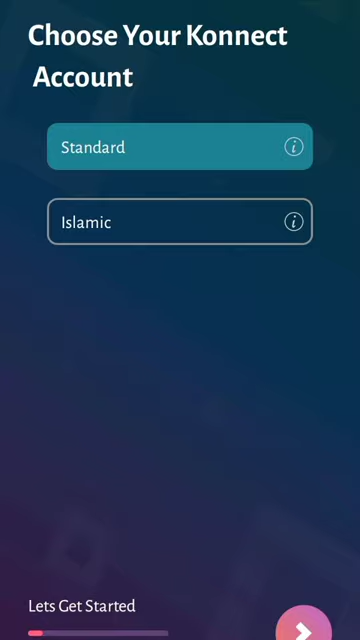 Choose Your Konnect
Account
Standard
Islamic
Lets Get Started